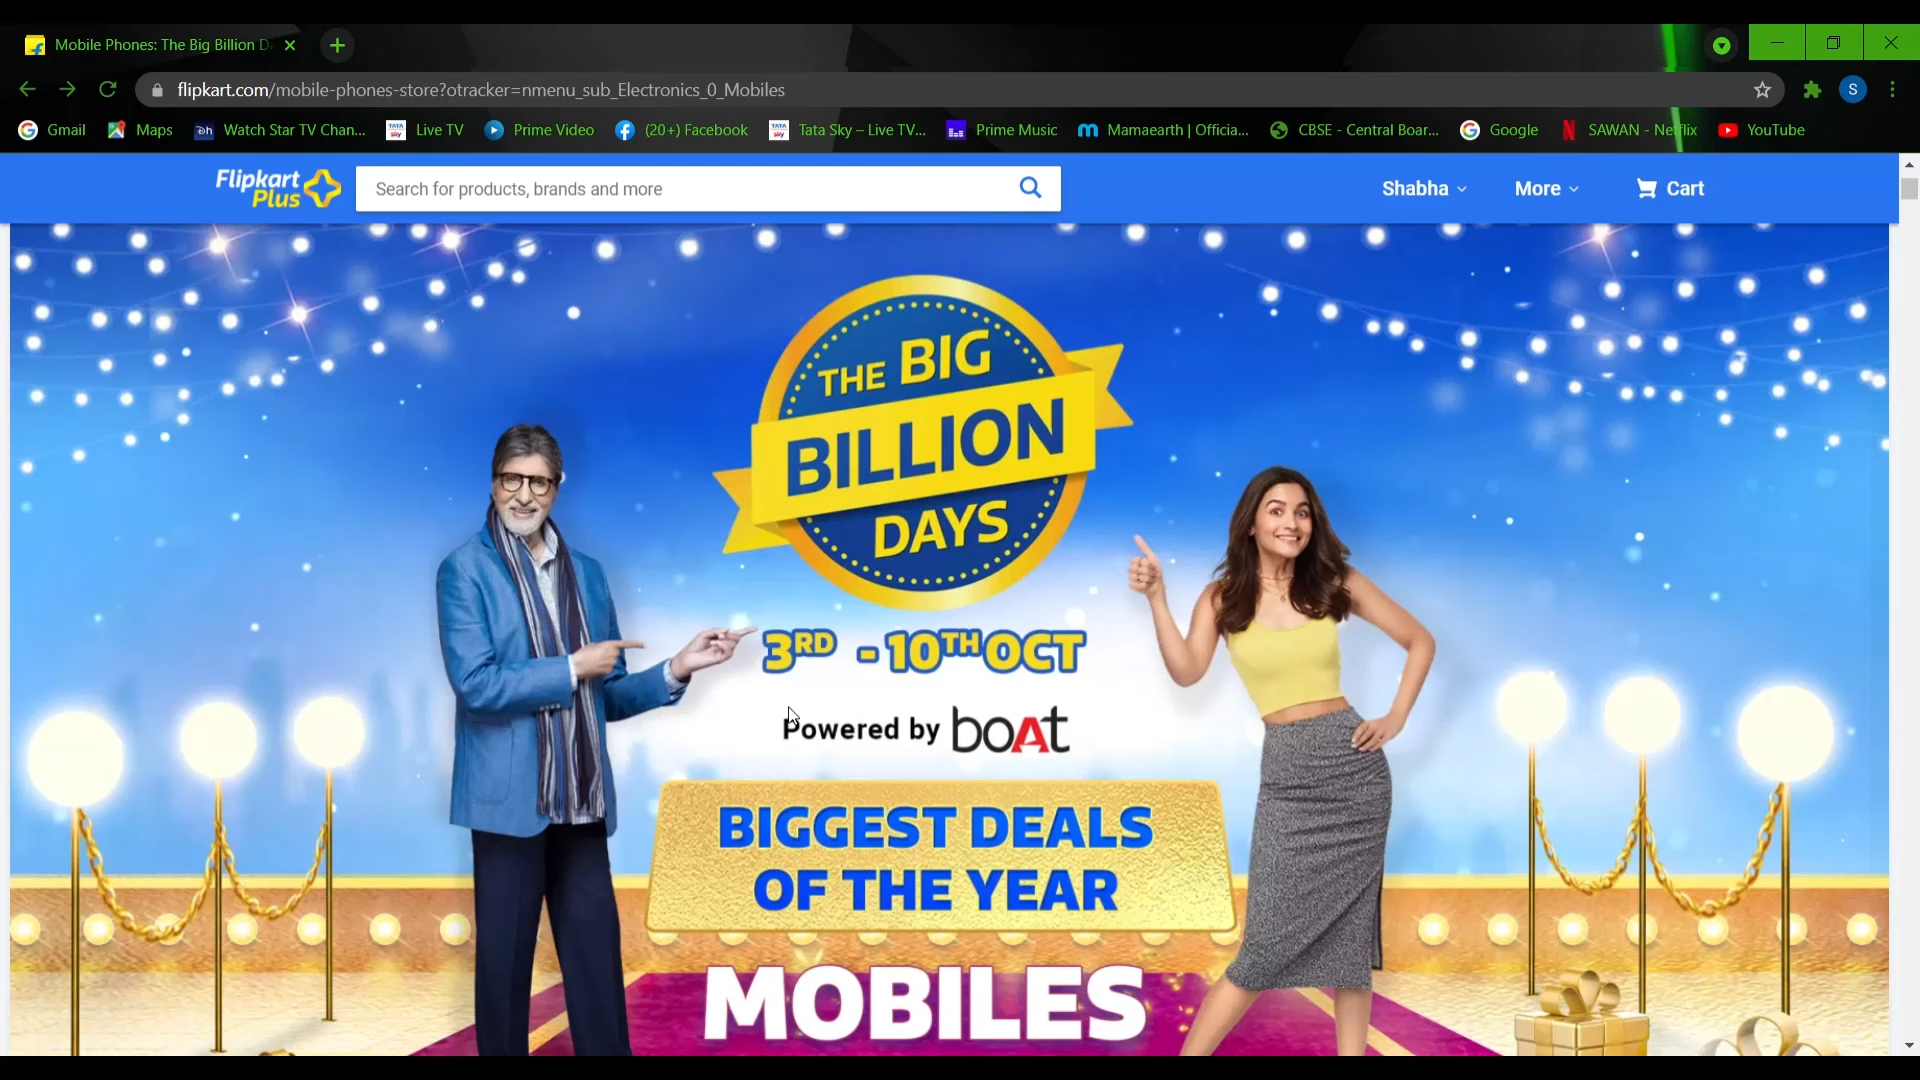 Mobile Phones: The Big Billion D
flipkart.com/mobile-phones-store?otracker=nmenu_sub_Electronics_0_Mobiles
S
Gmail
Maps
Watch Star TV Chan...
Live TV
Prime Video
(20+) Facebook
Tata Sky – Live TV...
Prime Music
Mamaearth | Officia...
CBSE - Central Boar...
Google
SAWAN - Netflix
YouTube
Flipkart
Plus
Search for products, brands and more
Shabha
More
Cart
THE BIG
BILLION
DAYS
3RD - 10TH OCT
Powered by boAt
BIGGEST DEALS
OF THE YEAR
MOBILES